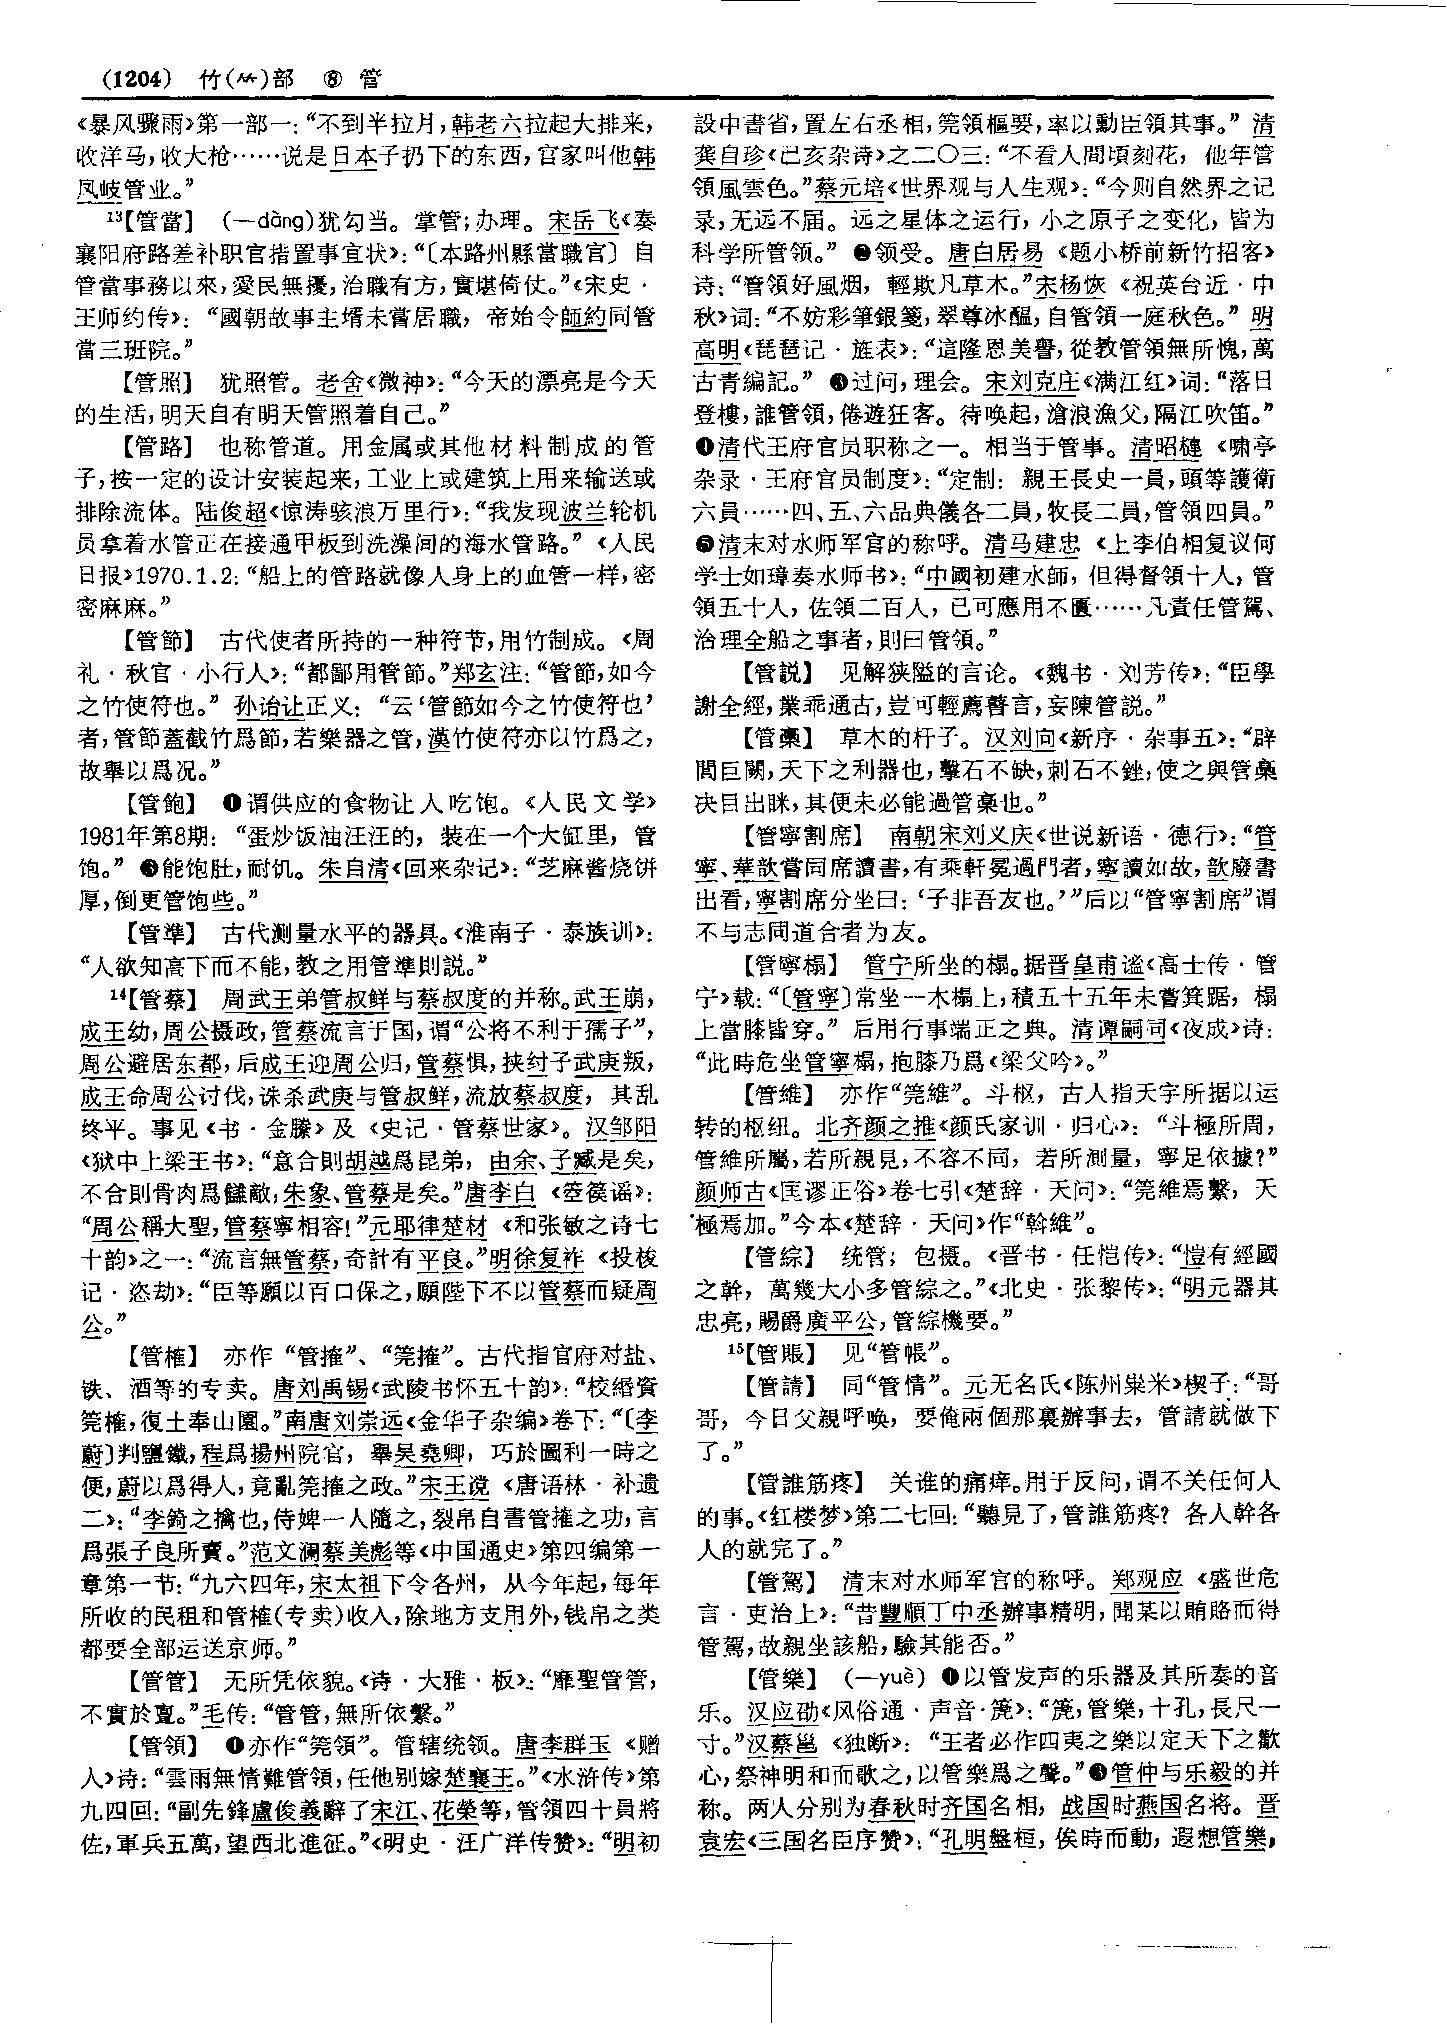 (1204) 竹(⺮)部 ⑧ 管
《暴风骤雨》第一部一：“不到半拉月，韩老六拉起大排来，
收洋马，收大枪……说是日本子扔下的东西，官家叫他韩
凤岐管业。”
¹³【管當】 (—dàng)犹勾当。掌管；办理。宋岳飞《奏
襄阳府路差补职官措置事宜状》：“〔本路州縣當職官〕自
管當事務以來，愛民無擾，治職有方，實堪倚仗。”《宋史·
王师约传》：“國朝故事主壻未嘗居職，帝始令師約同管
當三班院。”
【管照】 犹照管。老舍《微神》：“今天的漂亮是今天
的生活，明天自有明天管照着自己。”
【管路】 也称管道。用金属或其他材料制成的管
子，按一定的设计安装起来，工业上或建筑上用来输送或
排除流体。陆俊超《惊涛骇浪万里行》：“我发现波兰轮机
员拿着水管正在接通甲板到洗澡间的海水管路。”《人民
日报》1970.1.2：“船上的管路就像人身上的血管一样，密
密麻麻。”
【管節】 古代使者所持的一种符节，用竹制成。《周
礼·秋官·小行人》：“都鄙用管節。”郑玄注：“管節，如今
之竹使符也。”孙诒让正义：“云‘管節如今之竹使符也’
者，管節蓋截竹爲節，若樂器之管，漢竹使符亦以竹爲之，
故舉以爲况。”
【管飽】 ❶谓供应的食物让人吃饱。《人民文学》
1981年第8期：“蛋炒饭油汪汪的，装在一个大缸里，管
饱。”❷能饱肚，耐饥。朱自清《回来杂记》：“芝麻酱烧饼
厚，倒更管饱些。”
【管準】 古代测量水平的器具。《淮南子·泰族训》：
“人欲知高下而不能，教之用管準則説。”
¹⁴【管蔡】 周武王弟管叔鲜与蔡叔度的并称。武王崩，
成王幼，周公摄政，管蔡流言于国，谓“公将不利于孺子”，
周公避居东都，后成王迎周公归，管蔡惧，挟纣子武庚叛，
成王命周公讨伐，诛杀武庚与管叔鲜，流放蔡叔度，其乱
终平。事见《书·金縢》及《史记·管蔡世家》。汉邹阳
《狱中上梁王书》：“意合則胡越爲昆弟，由余、子臧是矣，
不合則骨肉爲讎敵，朱象、管蔡是矣。”唐李白《箜篌谣》：
“周公稱大聖，管蔡寧相容！”元耶律楚材《和张敏之诗七
十韵》之一：“流言無管蔡，奇計有平良。”明徐复祚《投梭
记·恣劫》：“臣等願以百口保之，願陛下不以管蔡而疑周
公。”
【管榷】 亦作“管搉”、“筦搉”。古代指官府对盐、
铁、酒等的专卖。唐刘禹锡《武陵书怀五十韵》：“校緡資
筦榷，復土奉山園。”南唐刘崇远《金华子杂编》卷下：“〔李
蔚〕判鹽鐵，程爲揚州院官，舉吴堯卿，巧於圖利一時之
便，蔚以爲得人，竟亂筦搉之政。”宋王谠《唐语林·补遗
二》：“李錡之擒也，侍婢一人隨之，裂帛自書管搉之功，言
爲張子良所賣。”范文澜蔡美彪等《中国通史》第四编第一
章第一节：“九六四年，宋太祖下令各州，从今年起，每年
所收的民租和管榷（专卖）收入，除地方支用外，钱帛之类
都要全部运送京师。”
【管管】 无所凭依貌。《诗·大雅·板》：“靡聖管管，
不實於亶。”毛传：“管管，無所依繫。”
【管領】 ❶亦作“筦領”。管辖统领。唐李群玉《赠
人》诗：“雲雨無情難管領，任他别嫁楚襄王。”《水浒传》第
九四回：“副先鋒盧俊義辭了宋江、花榮等，管領四十員將
佐，軍兵五萬，望西北進征。”《明史·汪广洋传赞》：“明初
設中書省，置左右丞相，筦領樞要，率以勳臣領其事。”清
龚自珍《己亥杂诗》之二〇三：“不看人間頃刻花，他年管
領風雲色。”蔡元培《世界观与人生观》：“今则自然界之记
录，无远不届。远之星体之运行，小之原子之变化，皆为
科学所管领。”❷领受。唐白居易《题小桥前新竹招客》
诗：“管領好風烟，輕欺凡草木。”宋杨恢《祝英台近·中
秋》词：“不妨彩筆銀箋，翠尊冰醖，自管領一庭秋色。”明
高明《琵琶记·旌表》：“這隆恩美譽，從教管領無所愧，萬
古青編記。”❸过问，理会。宋刘克庄《满江红》词：“落日
登樓，誰管領，倦遊狂客。待唤起，滄浪漁父，隔江吹笛。”
❹清代王府官员职称之一。相当于管事。清昭梿《啸亭
杂录·王府官员制度》：“定制：親王長史一員，頭等護衛
六員……四、五、六品典儀各二員，牧長二員，管領四員。”
❺清末对水师军官的称呼。清马建忠《上李伯相复议何
学士如璋奏水师书》：“中國初建水師，但得督領十人，管
領五十人，佐領二百人，已可應用不匱……凡責任管駕、
治理全船之事者，則曰管領。”
【管説】 见解狭隘的言论。《魏书·刘芳传》：“臣學
謝全經，業乖通古，豈可輕薦瞽言，妄陳管説。”
【管槀】 草木的杆子。汉刘向《新序·杂事五》：“辟
閭巨闕，天下之利器也，擊石不缺，刺石不銼；使之與管槀
决目出眯，其便未必能過管槀也。”
【管寧割席】 南朝宋刘义庆《世说新语·德行》：“管
寧、華歆嘗同席讀書，有乘軒冕過門者，寧讀如故，歆廢書
出看，寧割席分坐曰：‘子非吾友也。’”后以“管寧割席”谓
不与志同道合者为友。
【管寧榻】 管宁所坐的榻。据晋皇甫谧《高士传·管
宁》载：“〔管寧〕常坐一木榻上，積五十五年未嘗箕踞，榻
上當膝皆穿。”后用行事端正之典。清谭嗣同《夜成》诗：
“此時危坐管寧榻，抱膝乃爲《梁父吟》。”
【管維】 亦作“筦維”。斗枢，古人指天宇所据以运
转的枢纽。北齐颜之推《颜氏家训·归心》：“斗極所周，
管維所屬，若所親見，不容不同，若所測量，寧足依據？”
颜师古《匡谬正俗》卷七引《楚辞·天问》：“筦維焉繫，天
極焉加。”今本《楚辞·天问》作“斡維”。
【管綜】 统管；包摄。《晋书·任恺传》：“愷有經國
之幹，萬幾大小多管綜之。”《北史·张黎传》：“明元器其
忠亮，賜爵廣平公，管綜機要。”
¹⁵【管賬】 见“管帳”。
【管請】 同“管情”。元无名氏《陈州粜米》楔子：“哥
哥，今日父親呼唤，要俺兩個那裏辦事去，管請就做下
了。”
【管誰筋疼】 关谁的痛痒。用于反问，谓不关任何人
的事。《红楼梦》第二七回：“聽見了，管誰筋疼？各人幹各
人的就完了。”
【管駕】 清末对水师军官的称呼。郑观应《盛世危
言·吏治上》：“昔豐順丁中丞辦事精明，聞某以賄賂而得
管駕，故親坐該船，驗其能否。”
【管樂】 (—yuè) ❶以管发声的乐器及其所奏的音
乐。汉应劭《风俗通·声音·箎》：“箎，管樂，十孔，長尺一
寸。”汉蔡邕《独断》：“王者必作四夷之樂以定天下之歡
心，祭神明和而歌之，以管樂爲之聲。”❷管仲与乐毅的并
称。两人分别为春秋时齐国名相，战国时燕国名将。晋
袁宏《三国名臣序赞》：“孔明盤桓，俟時而動，遐想管樂，